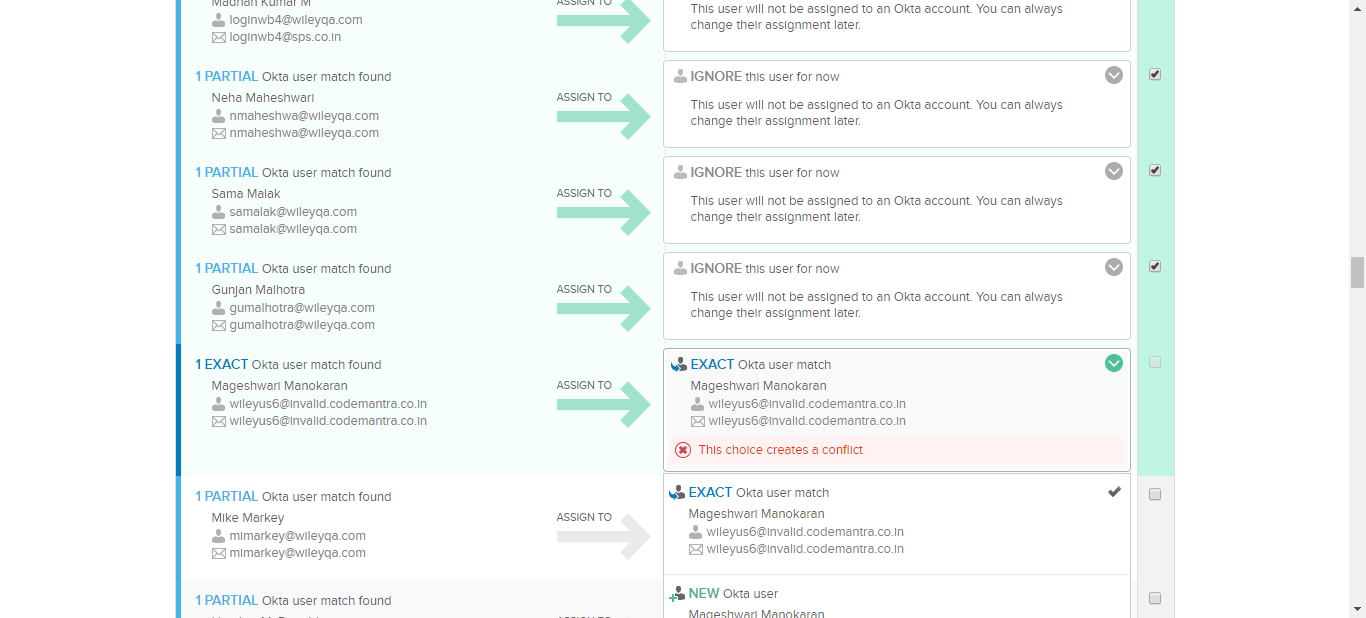 Madhan Kumar M
ASSIGN TO
loginwb4@wileyqa.com
loginwb4@sps.co.in
This user will not be assigned to an Okta account. You can always
change their assignment later.
1 PARTIAL Okta user match found
Neha Maheshwari
nmaheshwa@wileyqa.com
nmaheshwa@wileyqa.com
ASSIGN TO
IGNORE this user for now
This user will not be assigned to an Okta account. You can always
change their assignment later.
1 PARTIAL Okta user match found
Sama Malak
samalak@wileyqa.com
samalak@wileyqa.com
ASSIGN TO
IGNORE this user for now
This user will not be assigned to an Okta account. You can always
change their assignment later.
1 PARTIAL Okta user match found
Gunjan Malhotra
gumalhotra@wileyqa.com
gumalhotra@wileyqa.com
ASSIGN TO
IGNORE this user for now
This user will not be assigned to an Okta account. You can always
change their assignment later.
1 EXACT Okta user match found
Mageshwari Manokaran
wileyus6@invalid.codemantra.co.in
wileyus6@invalid.codemantra.co.in
ASSIGN TO
EXACT Okta user match
Mageshwari Manokaran
wileyus6@invalid.codemantra.co.in
wileyus6@invalid.codemantra.co.in
This choice creates a conflict
1 PARTIAL Okta user match found
Mike Markey
mimarkey@wileyqa.com
mimarkey@wileyqa.com
ASSIGN TO
EXACT Okta user match
Mageshwari Manokaran
wileyus6@invalid.codemantra.co.in
wileyus6@invalid.codemantra.co.in
1 PARTIAL Okta user match found
ASSIGN TO
NEW Okta user
Mageshwari Manokaran